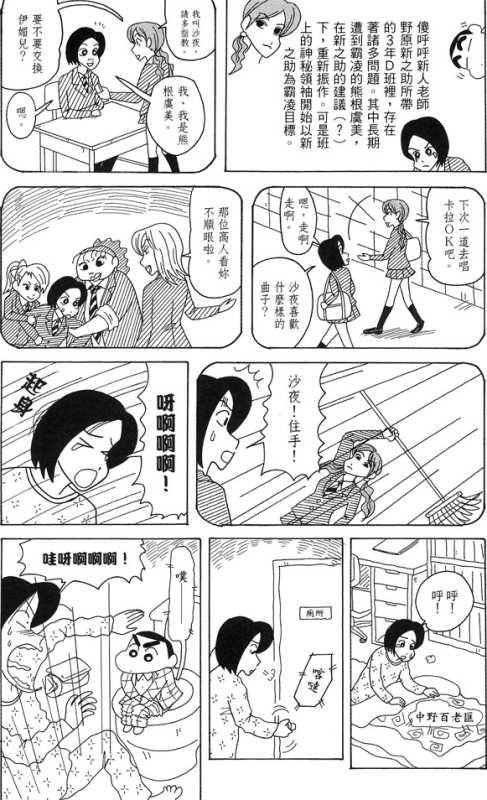 傻呼呼新人老師
野原新之助所帶
的3年D班裡，存在
著諸多問題。其中長期
遭到霸凌的熊根虞美，
在新之助的建議（？）
下，重新振作。可是班
上的神秘領袖開始以新
之助為霸凌目標。
我叫沙夜，
請多指教。
我、我是熊
根虞美。
要不要交換
伊媚兒？
嗯。
下次一道去唱
卡拉OK吧。
嗯，走啊
走啊。
沙夜喜歡
什麼樣的
曲子？
那位高人看妳
不順眼啦。
沙夜！住手！
呀啊啊啊！
起身
呼！
呼！
中野百老匯
廁所
喀噠
噗
哇呀啊啊啊！